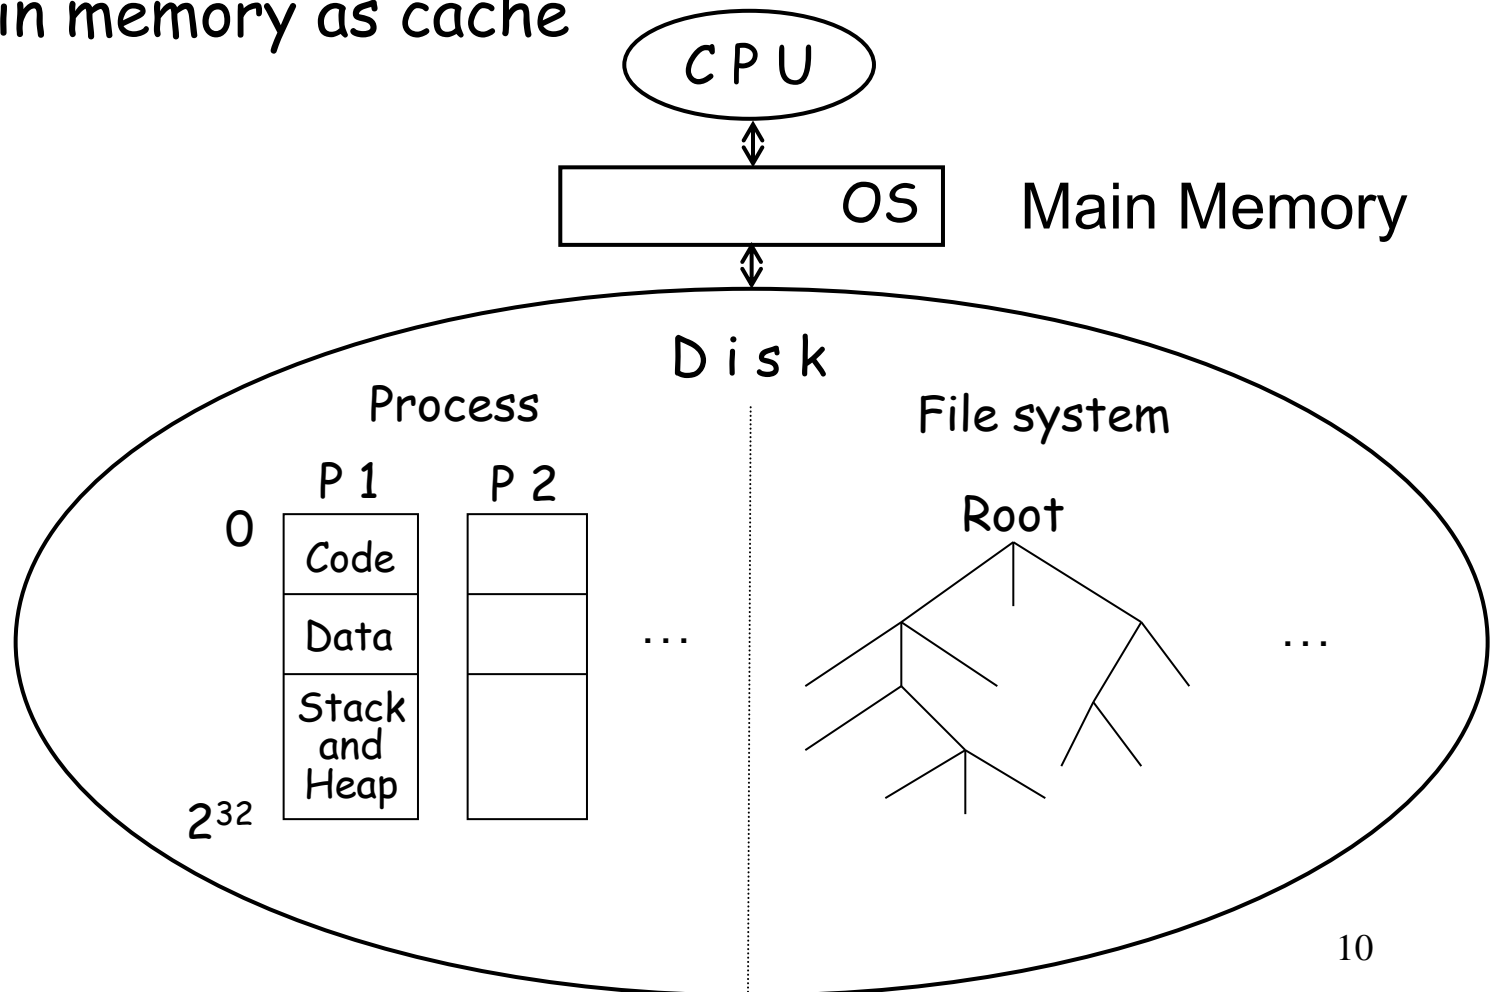 in memory as cache
C P U
OS
Main Memory
D i s k
Process
File system
P 1
P 2
Root
0
Code
Data
...
...
Stack
and
Heap
2³²
10